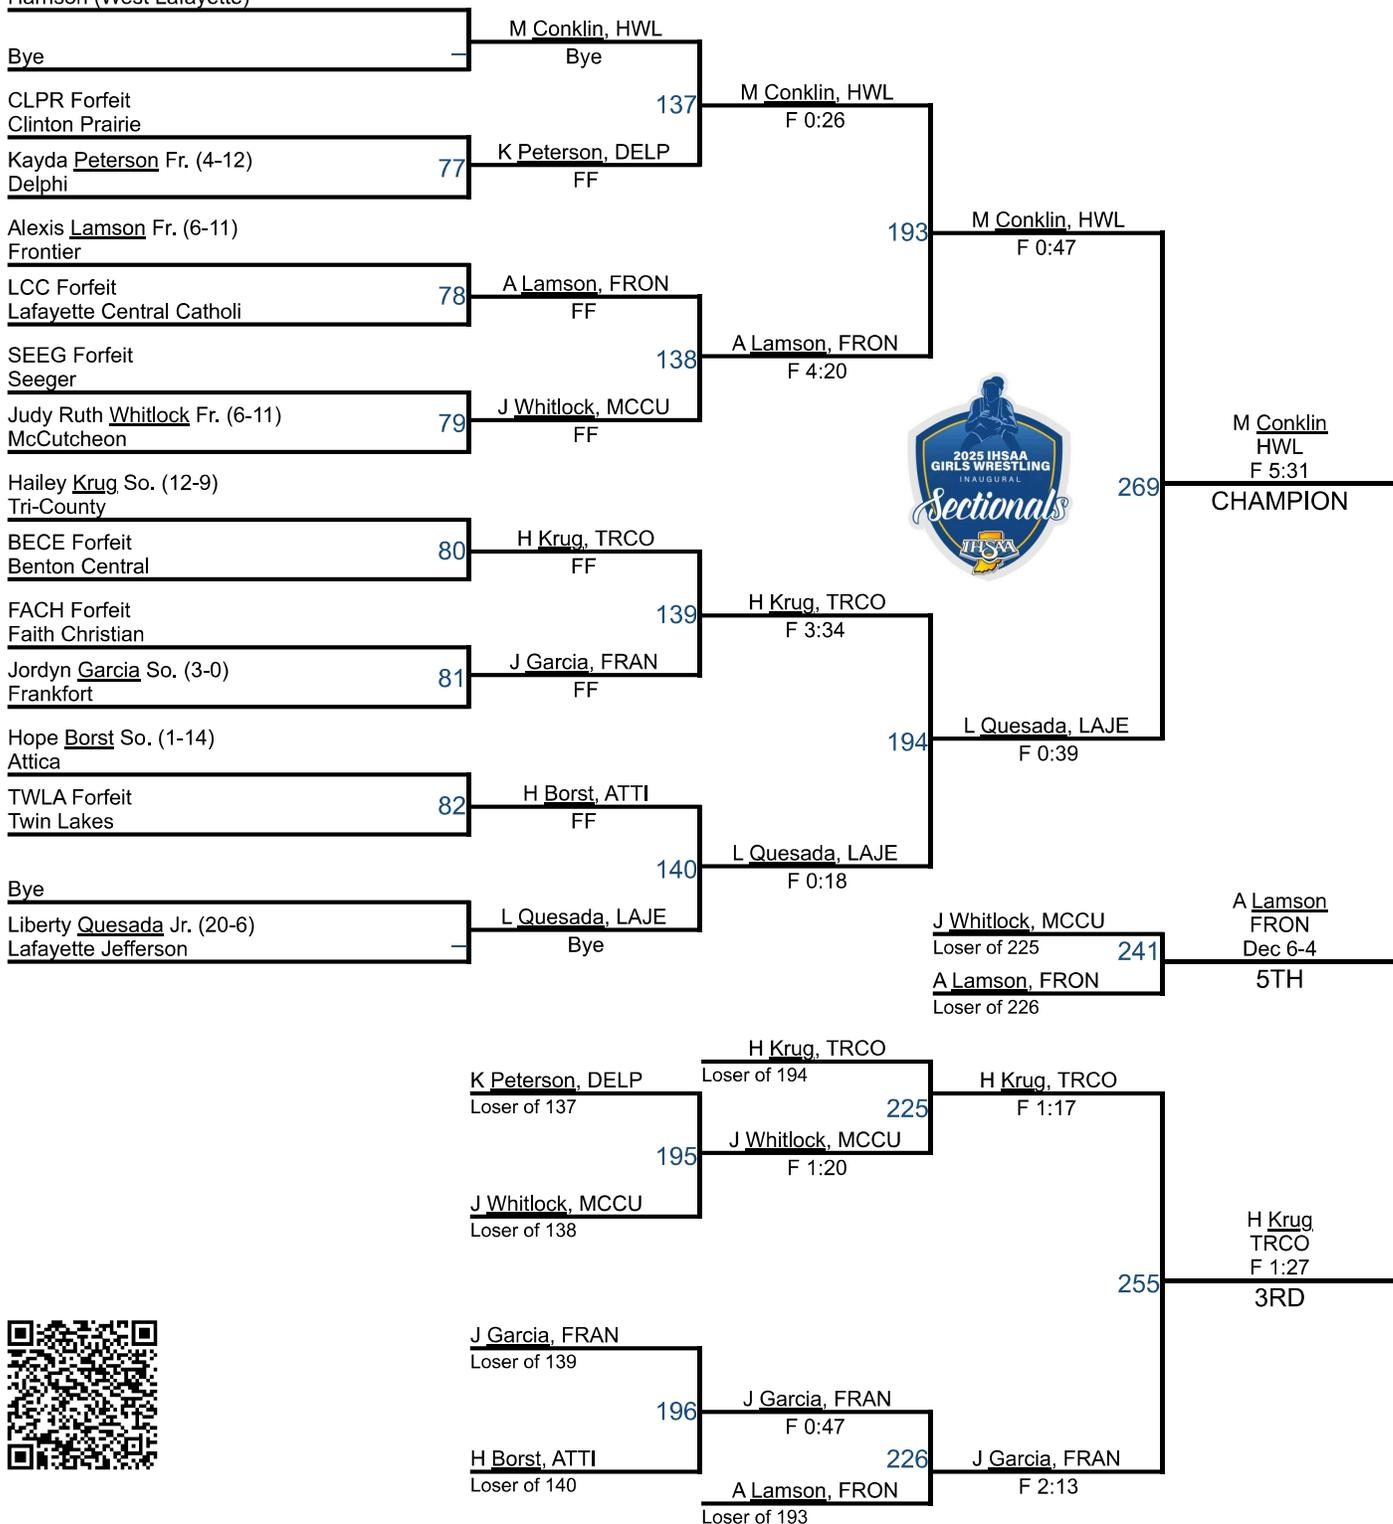 Harrison (West Lafayette)
Bye
–
M Conklin, HWL
Bye
CLPR Forfeit
Clinton Prairie
Kayda Peterson Fr. (4-12)
Delphi
77
K Peterson, DELP
FF
137
M Conklin, HWL
F 0:26
Alexis Lamson Fr. (6-11)
Frontier
LCC Forfeit
Lafayette Central Catholi
78
A Lamson, FRON
FF
SEEG Forfeit
Seeger
Judy Ruth Whitlock Fr. (6-11)
McCutcheon
79
J Whitlock, MCCU
FF
138
A Lamson, FRON
F 4:20
193
M Conklin, HWL
F 0:47
Hailey Krug So. (12-9)
Tri-County
BECE Forfeit
Benton Central
80
H Krug, TRCO
FF
FACH Forfeit
Faith Christian
Jordyn Garcia So. (3-0)
Frankfort
81
J Garcia, FRAN
FF
139
H Krug, TRCO
F 3:34
Hope Borst So. (1-14)
Attica
TWLA Forfeit
Twin Lakes
82
H Borst, ATTI
FF
Bye
Liberty Quesada Jr. (20-6)
Lafayette Jefferson
–
L Quesada, LAJE
Bye
140
L Quesada, LAJE
F 0:18
194
L Quesada, LAJE
F 0:39
2025 IHSAA
GIRLS WRESTLING
INAUGURAL
Sectionals
IHSAA
269
M Conklin
HWL
F 5:31
CHAMPION
J Whitlock, MCCU
Loser of 225
A Lamson, FRON
Loser of 226
241
A Lamson
FRON
Dec 6-4
5TH
K Peterson, DELP
Loser of 137
J Whitlock, MCCU
Loser of 138
195
H Krug, TRCO
Loser of 194
J Whitlock, MCCU
F 1:20
225
H Krug, TRCO
F 1:17
J Garcia, FRAN
Loser of 139
H Borst, ATTI
Loser of 140
196
J Garcia, FRAN
F 0:47
A Lamson, FRON
Loser of 193
226
J Garcia, FRAN
F 2:13
255
H Krug
TRCO
F 1:27
3RD